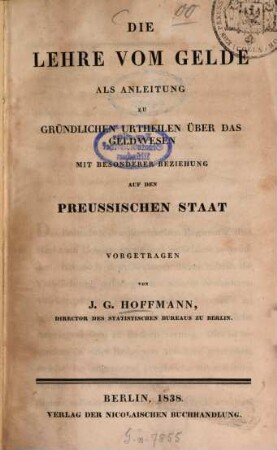 DIE
LEHRE VOM GELDE
ALS ANLEITUNG
ZU
GRÜNDLICHEN URTHEILEN ÜBER DAS
GELDWESEN
MIT BESONDERER BEZIEHUNG
AUF DEN
PREUSSISCHEN STAAT
VORGETRAGEN
VON
J. G. HOFFMANN,
DIRECTOR DES STATISTISCHEN BUREAUS ZU BERLIN.
BERLIN, 1838.
VERLAG DER NICOLAISCHEN BUCHHANDLUNG.